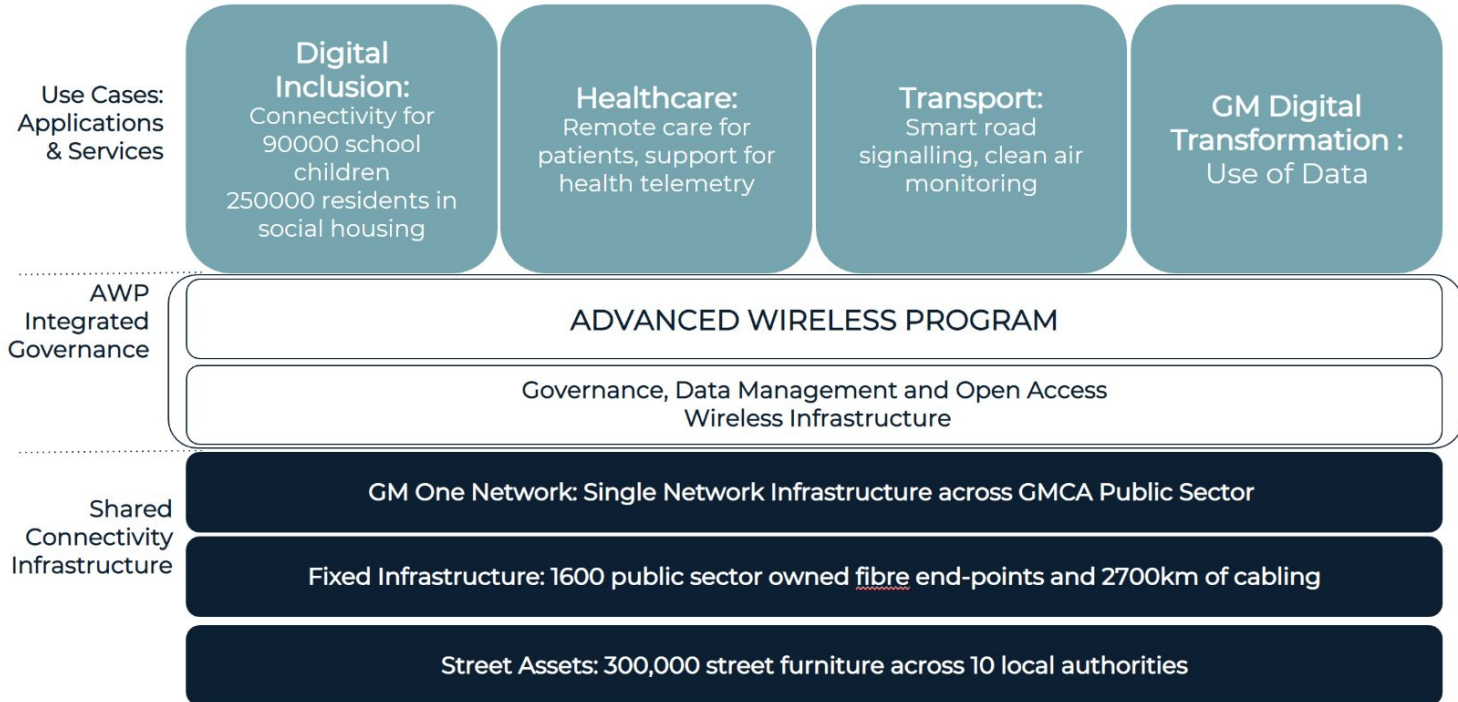 Use Cases:
Applications
& Services
Digital
Inclusion:
Connectivity for
90000 school
children
250000 residents in
social housing
Healthcare:
Remote care for
patients, support for
health telemetry
Transport:
Smart road
signalling, clean air
monitoring
GM Digital
Transformation :
Use of Data
AWP
Integrated
Governance
ADVANCED WIRELESS PROGRAM
Governance, Data Management and Open Access
Wireless Infrastructure
Shared
Connectivity
Infrastructure
GM One Network: Single Network Infrastructure across GMCA Public Sector
Fixed Infrastructure: 1600 public sector owned fibre end-points and 2700km of cabling
Street Assets: 300,000 street furniture across 10 local authorities